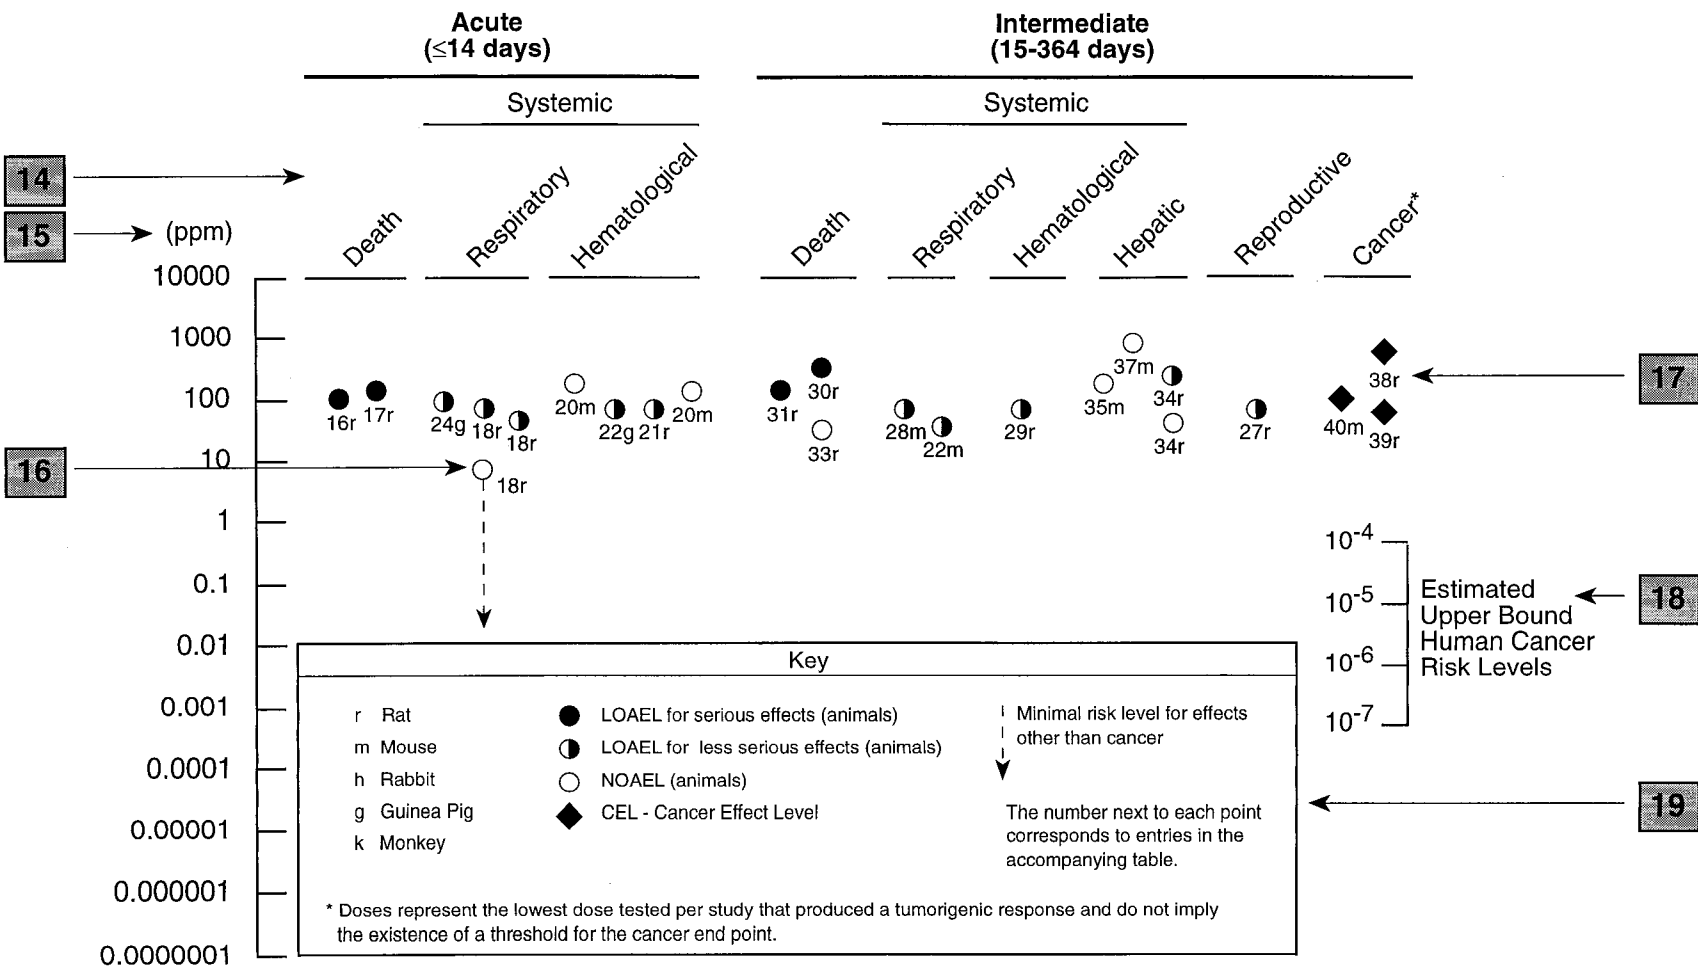 Acute
(≤14 days)
Intermediate
(15-364 days)
Systemic
Systemic
14
15
(ppm)
Death
Respiratory
Hematological
Death
Respiratory
Hematological
Hepatic
Reproductive
Cancer*
10000
1000
100
10
1
0.1
0.01
0.001
0.0001
0.00001
0.000001
0.0000001
16r
17r
24g
18r
18r
18r
20m
22g
21r
20m
31r
30r
33r
28m
22m
29r
35m
37m
34r
34r
27r
40m
38r
39r
16
17
10-4
10-5
10-6
10-7
Estimated
Upper Bound
Human Cancer
Risk Levels
18
19
Key
r Rat
m Mouse
h Rabbit
g Guinea Pig
k Monkey
LOAEL for serious effects (animals)
LOAEL for less serious effects (animals)
NOAEL (animals)
CEL - Cancer Effect Level
Minimal risk level for effects
other than cancer
The number next to each point
corresponds to entries in the
accompanying table.
* Doses represent the lowest dose tested per study that produced a tumorigenic response and do not imply
the existence of a threshold for the cancer end point.